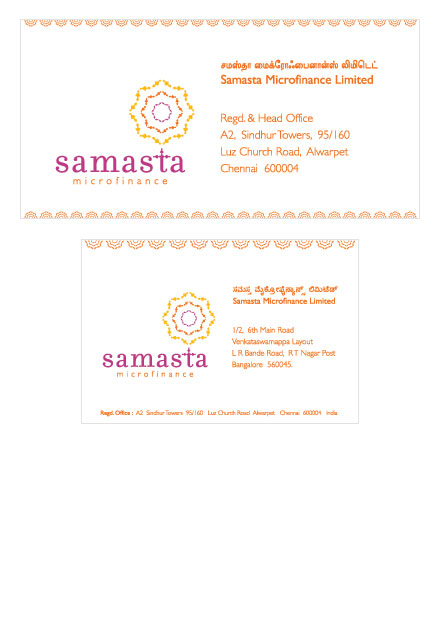 சமஸ்தா மைக்ரோஃபைனான்ஸ் லிமிடெட்
Samasta Microfinance Limited
samasta
microfinance
Regd. & Head Office
A2, Sindhur Towers, 95/160
Luz Church Road, Alwarpet
Chennai 600004
ಸಮಸ್ತ ಮೈಕ್ರೋಫೈನ್ಯಾನ್ಸ್ ಲಿಮಿಟೆಡ್
Samasta Microfinance Limited
samasta
microfinance
1/2, 6th Main Road
Venkataswamappa Layout
L R Bande Road, R T Nagar Post
Bangalore 560045.
Regd. Office : A2 Sindhur Towers 95/160 Luz Church Road Alwarpet Chennai 600004 India